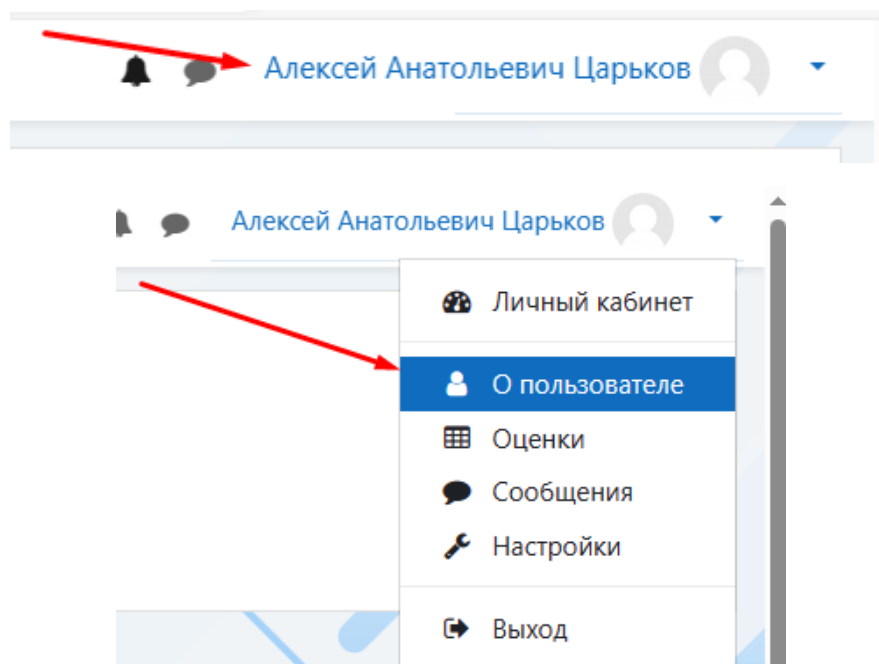 Алексей Анатольевич Царьков
Алексей Анатольевич Царьков
Личный кабинет
О пользователе
Оценки
Сообщения
Настройки
Выход